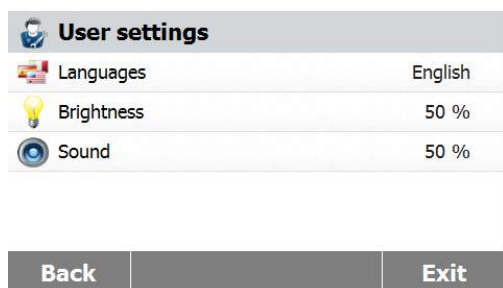 User settings
Languages English
Brightness 50 %
Sound 50 %
Back Exit